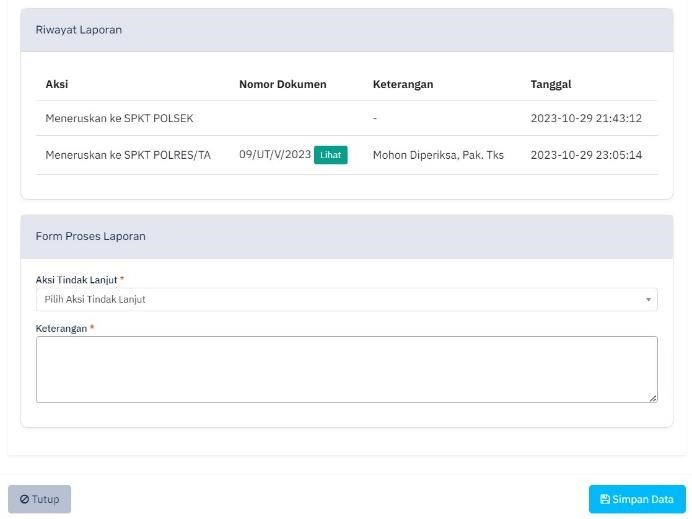 Riwayat Laporan
Aksi Nomor Dokumen Keterangan Tanggal
Meneruskan ke SPKT POLSEK - 2023-10-29 21:43:12
Meneruskan ke SPKT POLRES/TA 09/UT/V/2023 Lihat Mohon Diperiksa, Pak. Tks 2023-10-29 23:05:14
Form Proses Laporan
Aksi Tindak Lanjut *
Pilih Aksi Tindak Lanjut
Keterangan *
Tutup Simpan Data